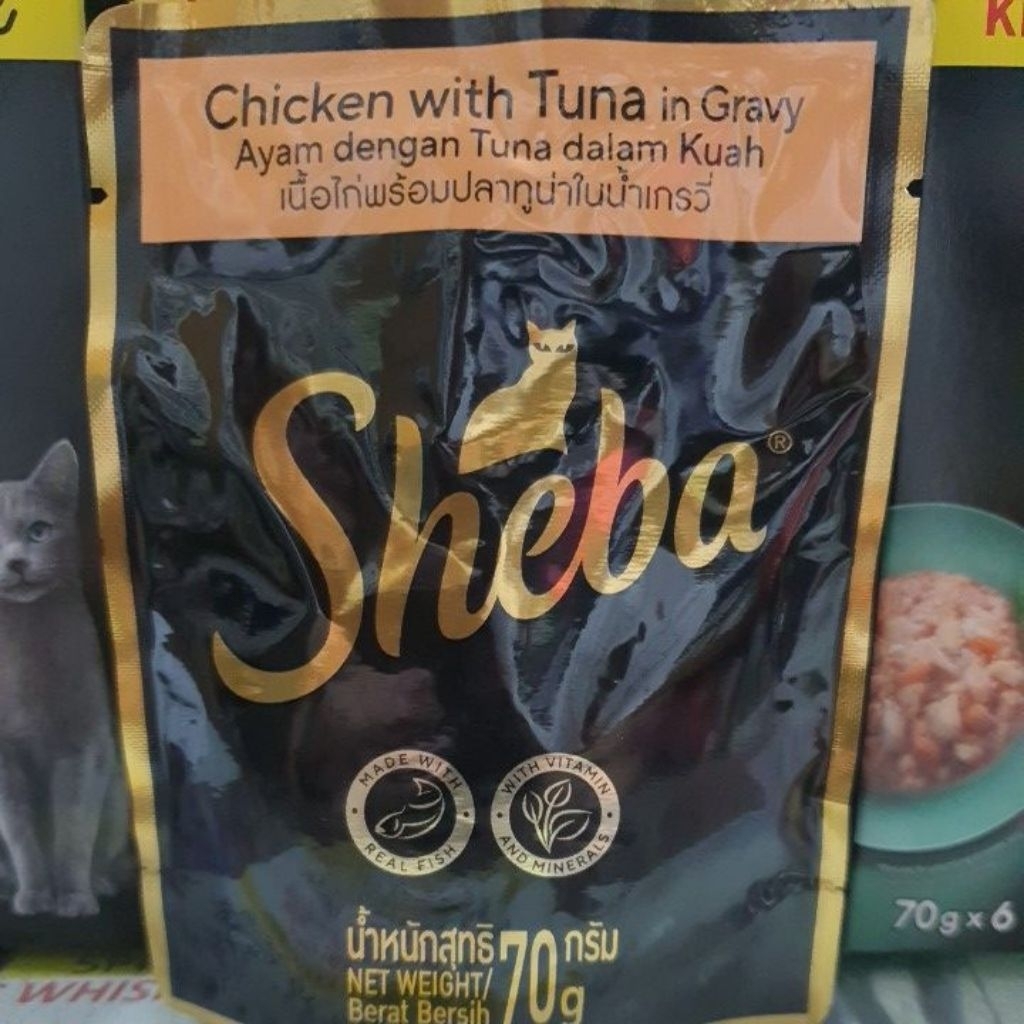 Chicken with Tuna in Gravy
Ayam dengan Tuna dalam Kuah
เนื้อไก่พร้อมปลาทูน่าในน้ำเกรวี่
Sheba®
MADE WITH REAL FISH
WITH VITAMIN AND MINERALS
น้ำหนักสุทธิ 70 กรัม
NET WEIGHT/ 70g
Berat Bersih
70g x 6